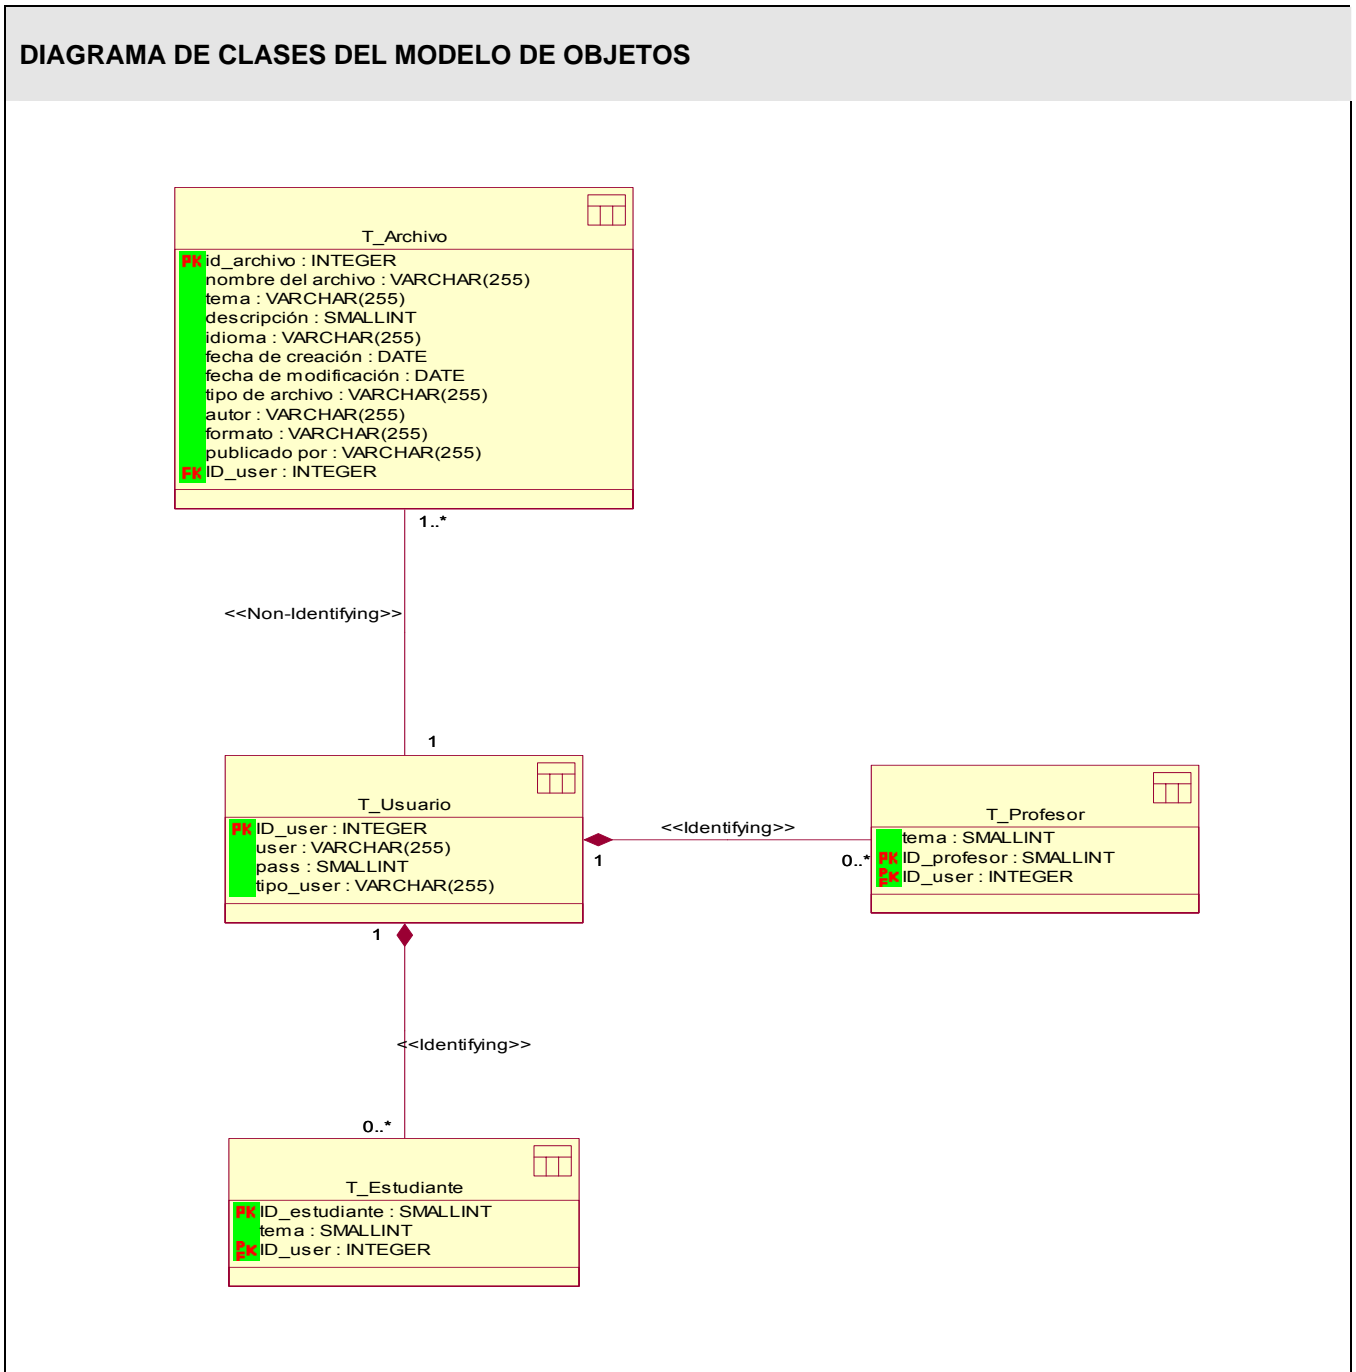 DIAGRAMA DE CLASES DEL MODELO DE OBJETOS
T_Archivo
PK id_archivo : INTEGER
nombre del archivo : VARCHAR(255)
tema : VARCHAR(255)
descripción : SMALLINT
idioma : VARCHAR(255)
fecha de creación : DATE
fecha de modificación : DATE
tipo de archivo : VARCHAR(255)
autor : VARCHAR(255)
formato : VARCHAR(255)
publicado por : VARCHAR(255)
FK ID_user : INTEGER
1..*
<<Non-Identifying>>
1
T_Usuario
PK ID_user : INTEGER
user : VARCHAR(255)
pass : SMALLINT
tipo_user : VARCHAR(255)
<<Identifying>>
1
0..*
T_Profesor
tema : SMALLINT
PK ID_profesor : SMALLINT
PFK ID_user : INTEGER
1
<<Identifying>>
0..*
T_Estudiante
PK ID_estudiante : SMALLINT
tema : SMALLINT
PFK ID_user : INTEGER